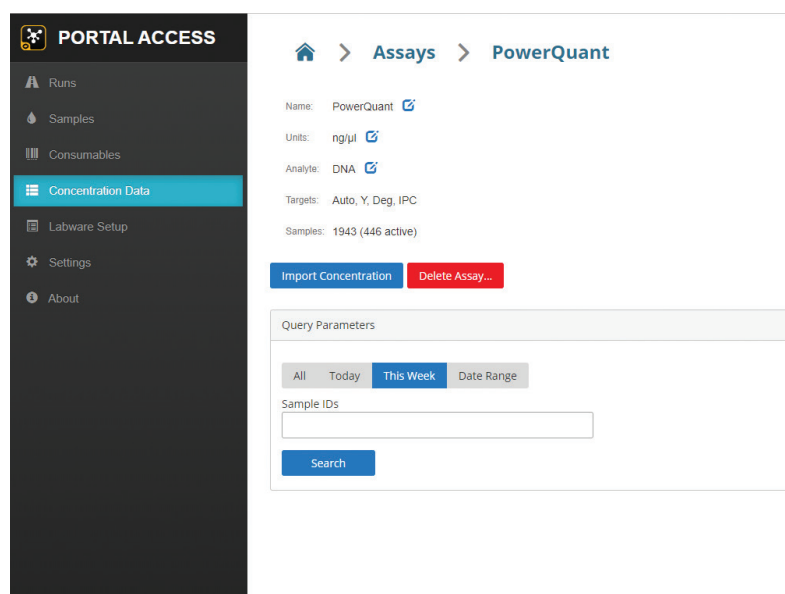 PORTAL ACCESS
Runs
Samples
Consumables
Concentration Data
Labware Setup
Settings
About
Assays
PowerQuant
Name: PowerQuant
Units: ng/µl
Analyte: DNA
Targets: Auto, Y, Deg, IPC
Samples: 1943 (446 active)
Import Concentration Delete Assay...
Query Parameters
All Today This Week Date Range
Sample IDs
Search